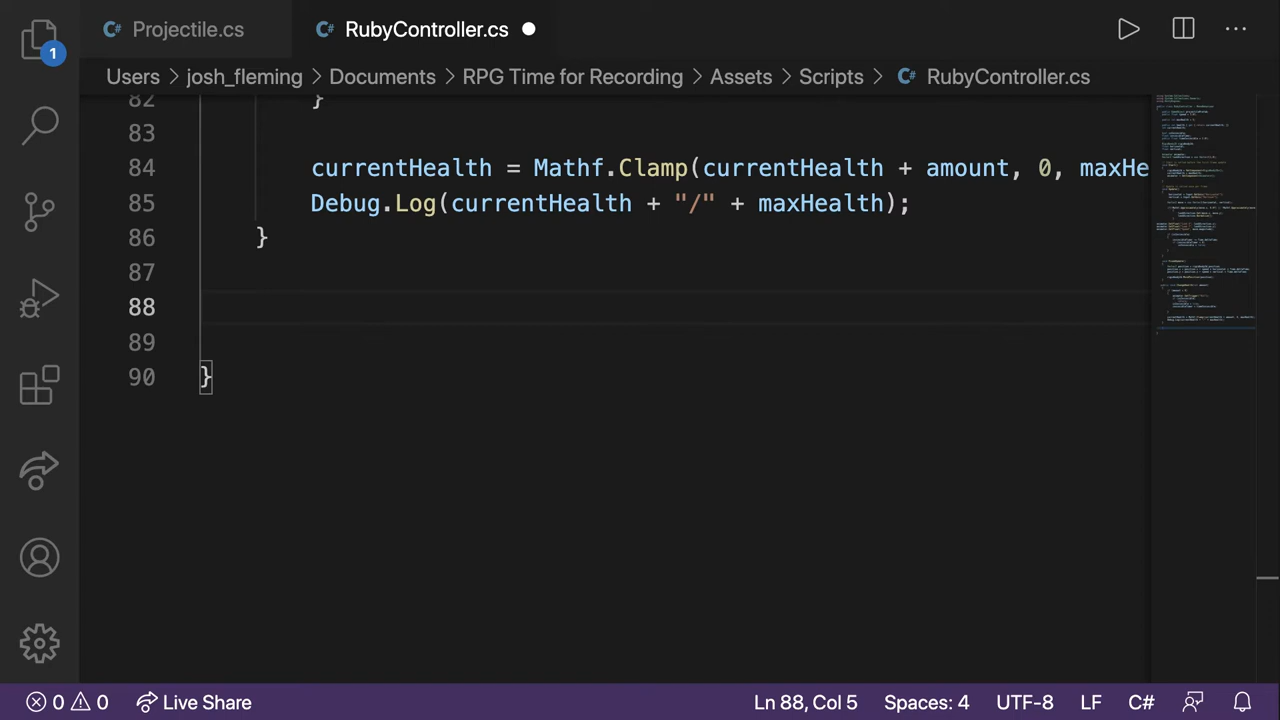 Projectile.cs
RubyController.cs
1
Users > josh_fleming > Documents > RPG Time for Recording > Assets > Scripts > RubyController.cs
82 }
83
84 currentHealth = Mathf.Clamp(currentHealth + amount, 0, maxHe
85 Debug.Log(currentHealth + "/" + maxHealth);
86 }
87
88
89
90 }
0 0 Live Share Ln 88, Col 5 Spaces: 4 UTF-8 LF C#